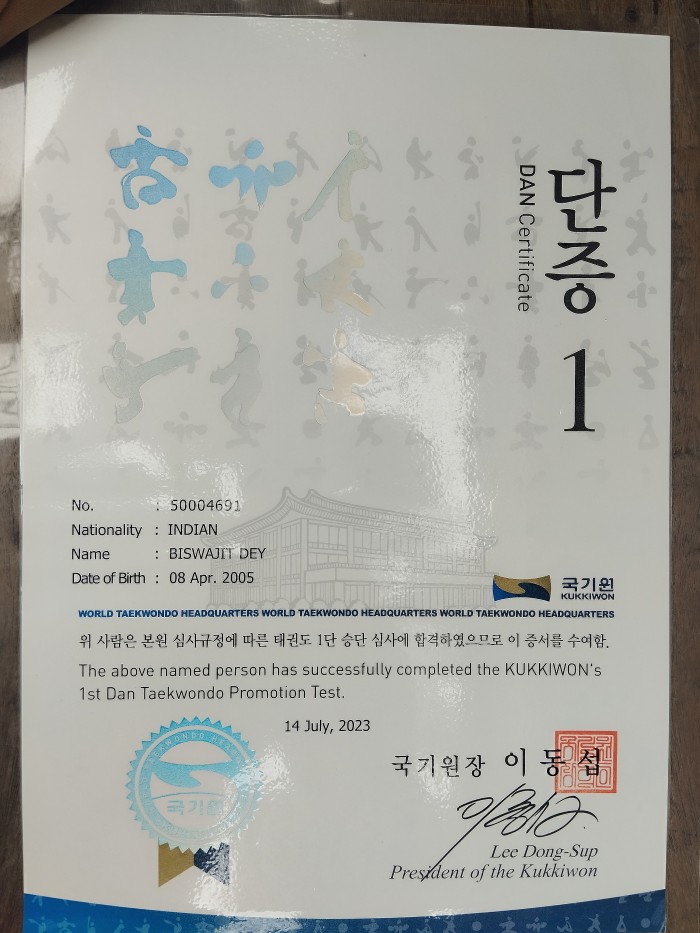 단증
DAN Certificate
1
No. : 50004691
Nationality : INDIAN
Name : BISWAJIT DEY
Date of Birth : 08 Apr. 2005
국기원
KUKKIWON
WORLD TAEKWONDO HEADQUARTERS WORLD TAEKWONDO HEADQUARTERS WORLD TAEKWONDO HEADQUARTERS
위 사람은 본원 심사규정에 따른 태권도 1단 승단 심사에 합격하였으므로 이 증서를 수여함.
The above named person has successfully completed the KUKKIWON's
1st Dan Taekwondo Promotion Test.
14 July, 2023
국기원
국기원장 이동섭
Lee Dong-Sup
President of the Kukkiwon